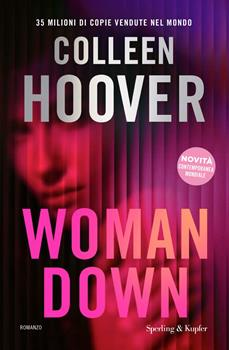 35 MILIONI DI COPIE VENDUTE NEL MONDO
COLLEEN
HOOVER
NOVITÀ
CONTEMPORANEA
MONDIALE
WOMAN
DOWN
ROMANZO
Sperling & Kupfer